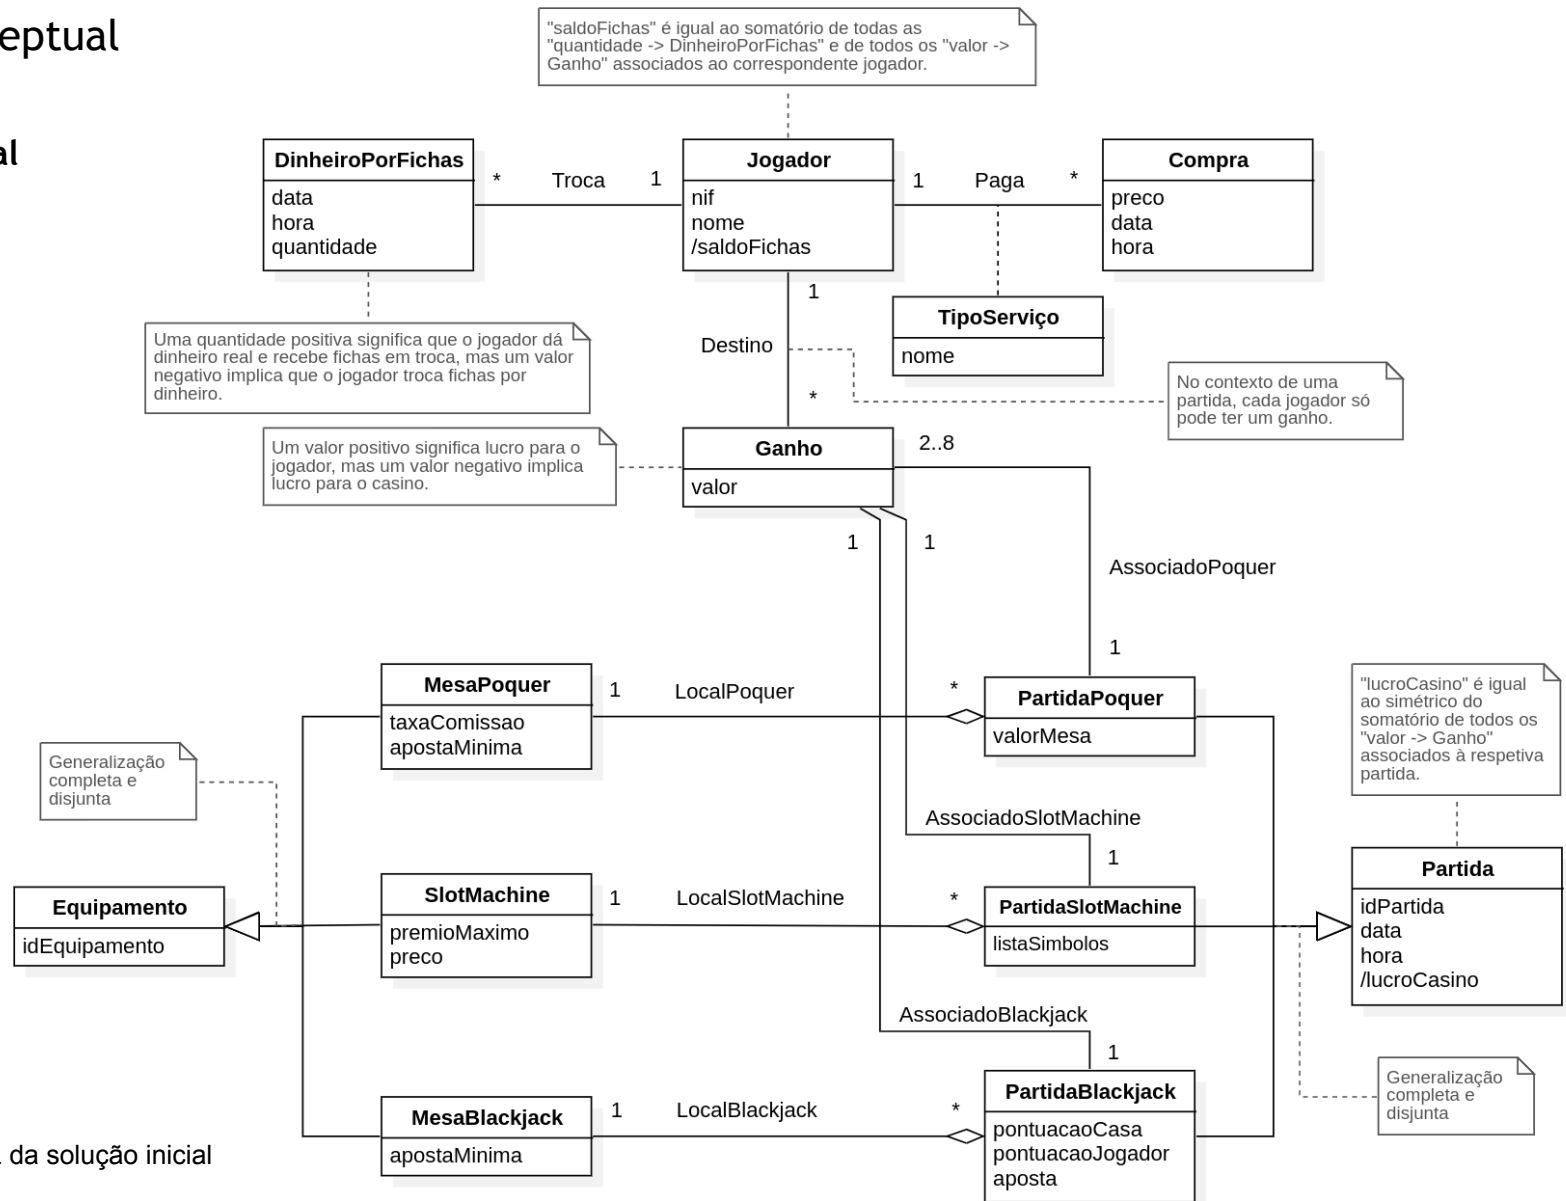 eptual
al
"saldoFichas" é igual ao somatório de todas as
"quantidade -> DinheiroPorFichas" e de todos os "valor ->
Ganho" associados ao correspondente jogador.
DinheiroPorFichas
data
hora
quantidade
* Troca 1
Jogador
nif
nome
/saldoFichas
1 Paga *
Compra
preco
data
hora
TipoServiço
nome
Uma quantidade positiva significa que o jogador dá
dinheiro real e recebe fichas em troca, mas um valor
negativo implica que o jogador troca fichas por
dinheiro.
1
Destino
*
No contexto de uma
partida, cada jogador só
pode ter um ganho.
Um valor positivo significa lucro para o
jogador, mas um valor negativo implica
lucro para o casino.
Ganho
valor
2..8
1
1
AssociadoPoquer
1
MesaPoquer
taxaComissao
apostaMinima
1 LocalPoquer *
PartidaPoquer
valorMesa
"lucroCasino" é igual
ao simétrico do
somatório de todos os
"valor -> Ganho"
associados à respetiva
partida.
Generalização
completa e
disjunta
AssociadoSlotMachine
1
Equipamento
idEquipamento
SlotMachine
premioMaximo
preco
1 LocalSlotMachine *
PartidaSlotMachine
listaSimbolos
Partida
idPartida
data
hora
/lucroCasino
AssociadoBlackjack
1
MesaBlackjack
apostaMinima
1 LocalBlackjack *
PartidaBlackjack
pontuacaoCasa
pontuacaoJogador
aposta
Generalização
completa e
disjunta
da solução inicial